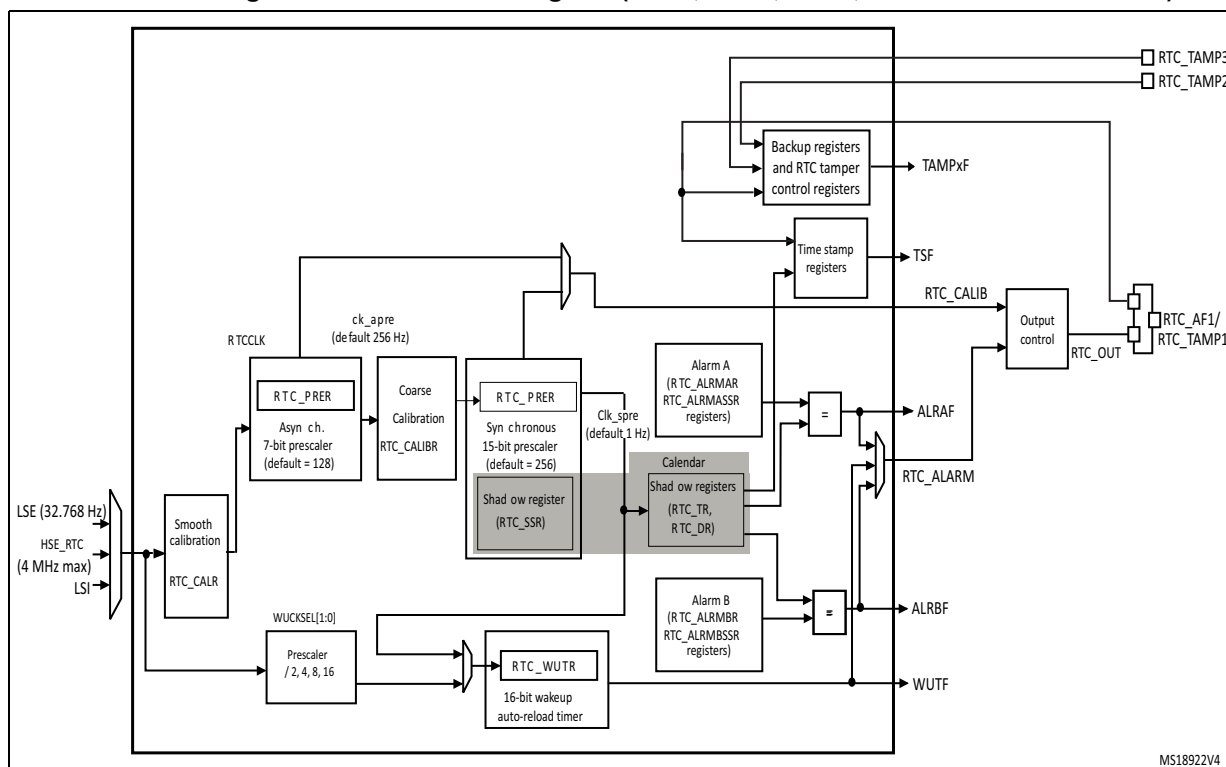 RTC_TAMP3
RTC_TAMP2
Backup registers
and RTC tamper
control registers
TAMPxF
Time stamp
registers
TSF
RTC_CALIB
Output
control
RTC_OUT
RTC_AF1/
RTC_TAMP1
ck_apre
(default 256 Hz)
RTCCLK
RTC_PRER
Asyn ch.
7-bit prescaler
(default = 128)
Coarse
Calibration
RTC_CALIBR
RTC_PRER
Syn chronous
15-bit prescaler
(default = 256)
Clk_spre
(default 1 Hz)
Alarm A
(RTC_ALRMAR
RTC_ALRMASSR
registers)
=
ALRAF
RTC_ALARM
Calendar
Shad ow register
(RTC_SSR)
Shad ow registers
(RTC_TR,
RTC_DR)
LSE (32.768 Hz)
HSE_RTC
(4 MHz max)
LSI
Smooth
calibration
RTC_CALR
Alarm B
(RTC_ALRMBR
RTC_ALRMBSSR
registers)
=
ALRBF
WUCKSEL[1:0]
Prescaler
/ 2, 4, 8, 16
RTC_WUTR
16-bit wakeup
auto-reload timer
WUTF
MS18922V4